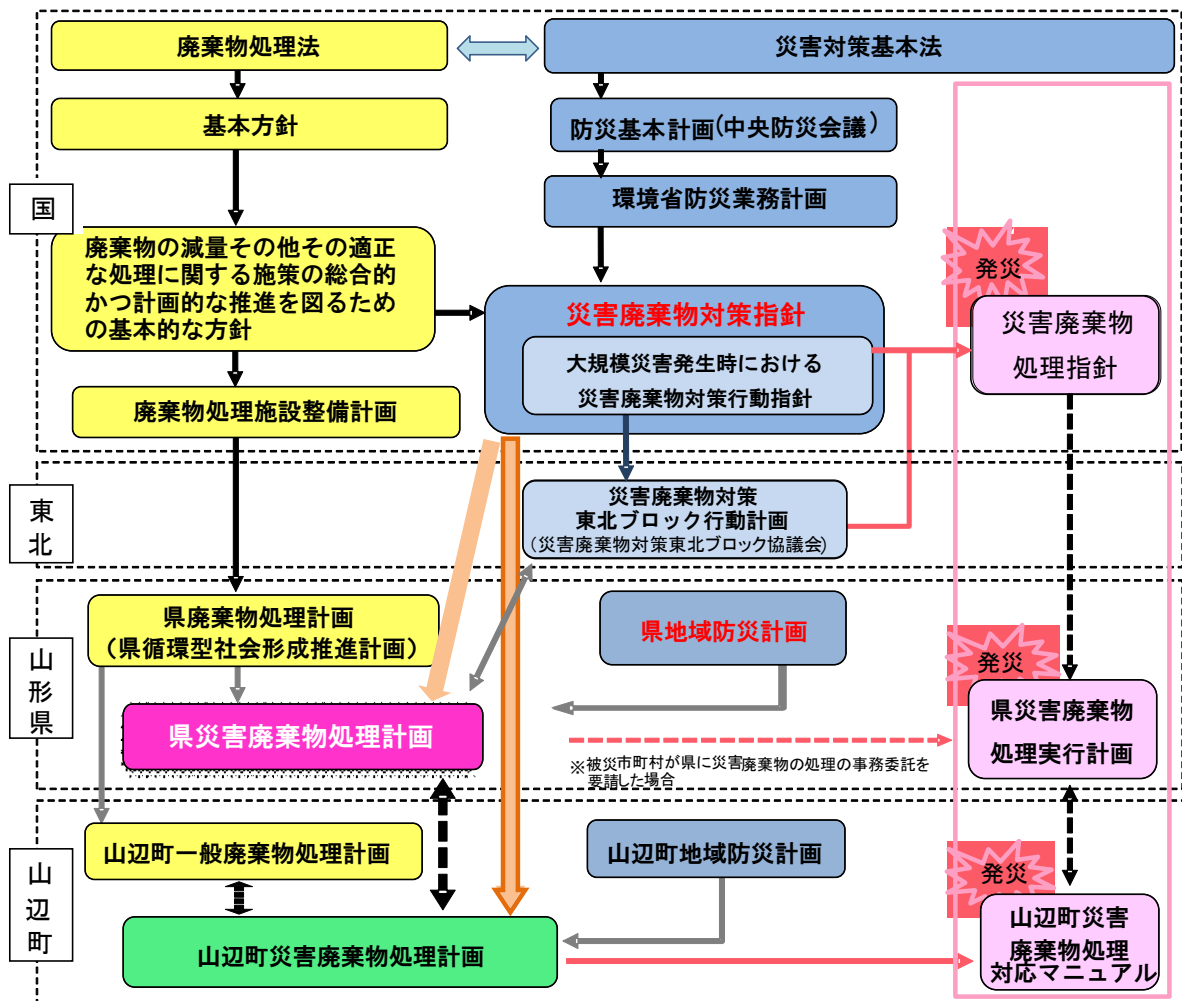 廃棄物処理法
災害対策基本法
基本方針
防災基本計画(中央防災会議)
国
環境省防災業務計画
廃棄物の減量その他その適正
な処理に関する施策の総合的
かつ計画的な推進を図るため
の基本的な方針
発災
災害廃棄物対策指針
災害廃棄物
処理指針
大規模災害発生時における
災害廃棄物対策行動指針
廃棄物処理施設整備計画
東
北
災害廃棄物対策
東北ブロック行動計画
(災害廃棄物対策東北ブロック協議会)
山
形
県
県廃棄物処理計画
(県循環型社会形成推進計画)
県地域防災計画
発災
県災害廃棄物処理計画
県災害廃棄物
処理実行計画
※被災市町村が県に災害廃棄物の処理の事務委託を
要請した場合
山
辺
町
山辺町一般廃棄物処理計画
山辺町地域防災計画
発災
山辺町災害廃棄物処理計画
山辺町災害
廃棄物処理
対応マニュアル